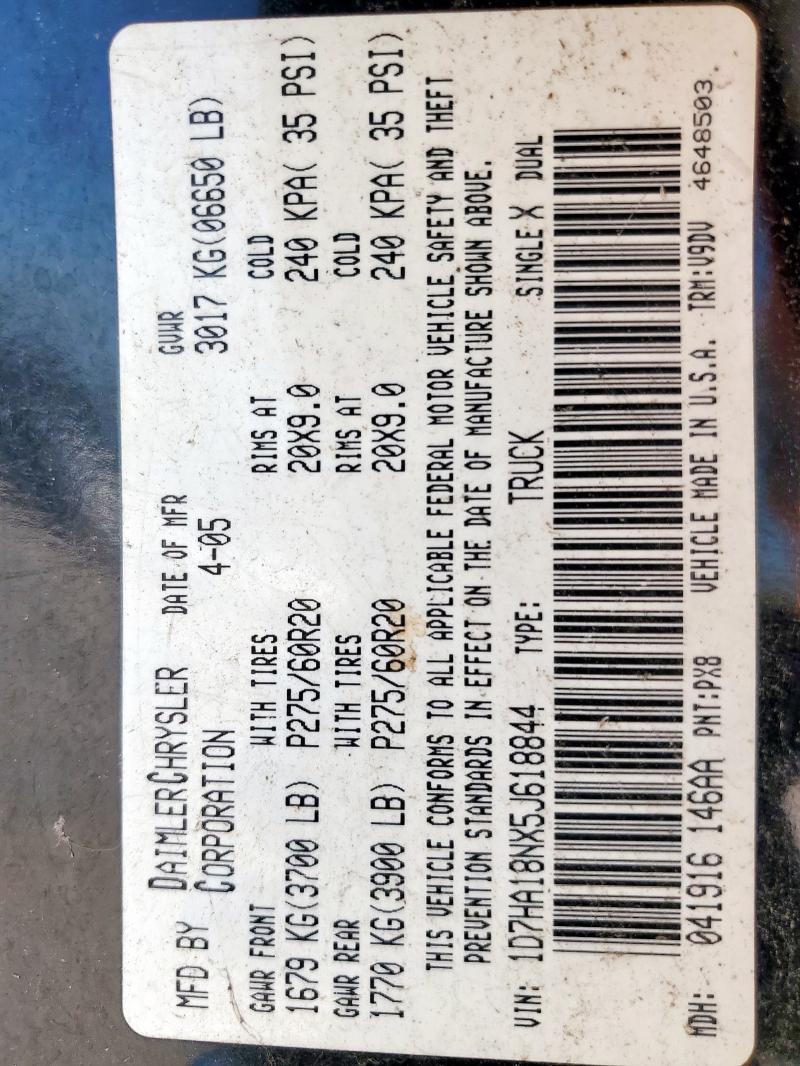 MFD BY DAIMLERCHRYSLER CORPORATION
DATE OF MFR 4-05
GVWR 3017 KG(06650 LB)
GAWR FRONT WITH TIRES RIMS AT COLD
1679 KG(3700 LB) P275/60R20 20X9.0 240 KPA( 35 PSI)
GAWR REAR WITH TIRES RIMS AT COLD
1770 KG(3900 LB) P275/60R20 20X9.0 240 KPA( 35 PSI)
THIS VEHICLE CONFORMS TO ALL APPLICABLE FEDERAL MOTOR VEHICLE SAFETY AND THEFT
PREVENTION STANDARDS IN EFFECT ON THE DATE OF MANUFACTURE SHOWN ABOVE.
VIN: 1D7HA18NX5J618844 TYPE: TRUCK SINGLE X DUAL
MDH: 041916 146AA PNT:PX8 VEHICLE MADE IN U.S.A. TRM:V9DV 4648503